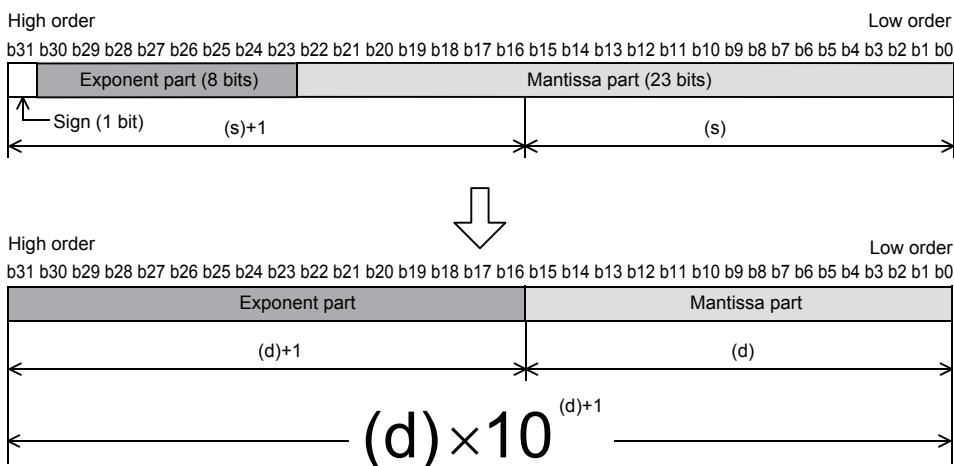 High order Low order
b31 b30 b29 b28 b27 b26 b25 b24 b23 b22 b21 b20 b19 b18 b17 b16 b15 b14 b13 b12 b11 b10 b9 b8 b7 b6 b5 b4 b3 b2 b1 b0
Exponent part (8 bits) Mantissa part (23 bits)
Sign (1 bit) (s)+1 (s)
High order Low order
b31 b30 b29 b28 b27 b26 b25 b24 b23 b22 b21 b20 b19 b18 b17 b16 b15 b14 b13 b12 b11 b10 b9 b8 b7 b6 b5 b4 b3 b2 b1 b0
Exponent part Mantissa part
(d)+1 (d)
(d)×10 (d)+1